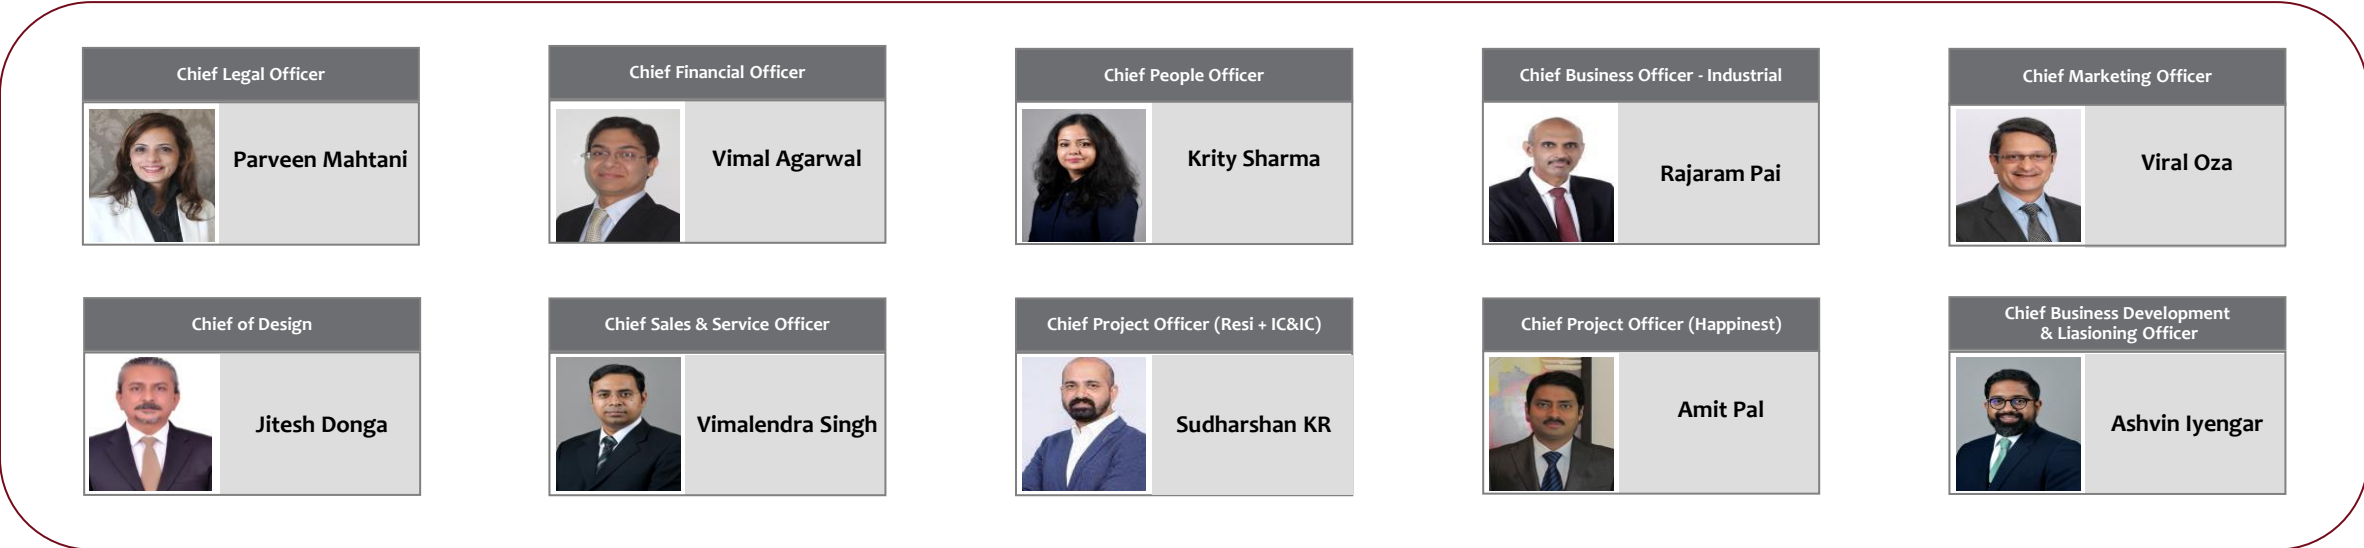 Chief Legal Officer
Parveen Mahtani
Chief Financial Officer
Vimal Agarwal
Chief People Officer
Krity Sharma
Chief Business Officer - Industrial
Rajaram Pai
Chief Marketing Officer
Viral Oza
Chief of Design
Jitesh Donga
Chief Sales & Service Officer
Vimalendra Singh
Chief Project Officer (Resi + IC&IC)
Sudharshan KR
Chief Project Officer (Happinest)
Amit Pal
Chief Business Development
& Liasioning Officer
Ashvin Iyengar